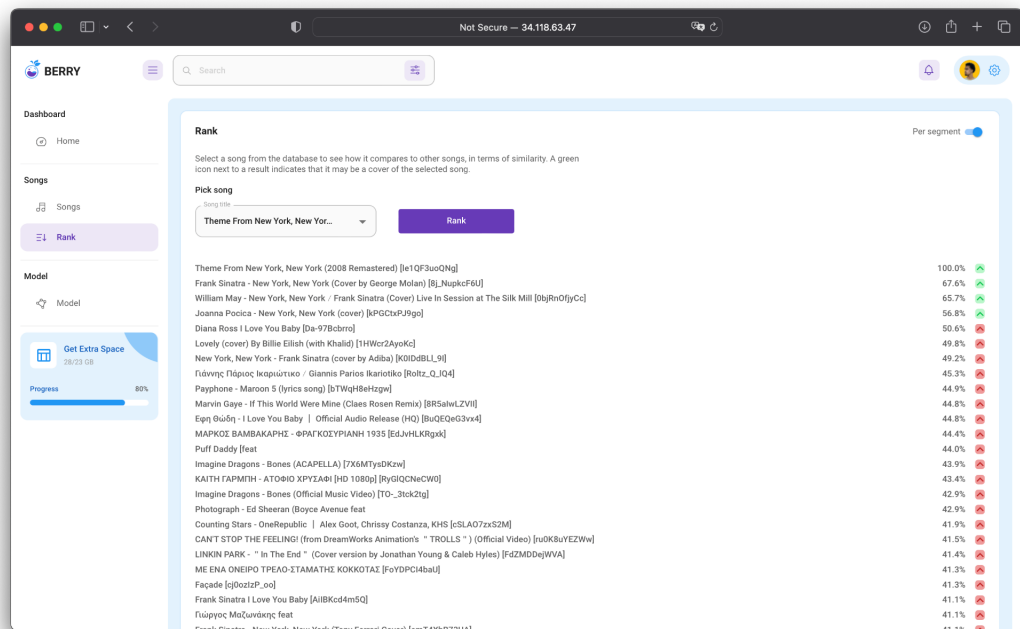 Not Secure — 34.118.63.47
BERRY
Search
Dashboard
Home
Songs
Songs
Rank
Model
Model
Get Extra Space
28/23 GB
Progress 80%
Rank
Per segment
Select a song from the database to see how it compares to other songs, in terms of similarity. A green
icon next to a result indicates that it may be a cover of the selected song.
Pick song
Song title
Theme From New York, New Yor...
Rank
Theme From New York, New York (2008 Remastered) [le1QF3uoQNg] 100.0%
Frank Sinatra - New York, New York (Cover by George Molan) [8j_NupkcF6U] 67.6%
William May - New York, New York / Frank Sinatra (Cover) Live In Session at The Silk Mill [0bjRnOfjyCc] 65.7%
Joanna Pocica - New York, New York (cover) [kPGCtxPJ9go] 56.8%
Diana Ross I Love You Baby [Da-97Bcbrro] 50.6%
Lovely (cover) By Billie Eilish (with Khalid) [1HWcr2AyoKc] 49.8%
New York, New York - Frank Sinatra (cover by Adiba) [K0IDdBLI_9I] 49.2%
Γιάννης Πάριος Ικαριώτικο / Giannis Parios Ikariotiko [Roltz_Q_IQ4] 45.3%
Payphone - Maroon 5 (lyrics song) [bTWqH8eHzgw] 44.9%
Marvin Gaye - If This World Were Mine (Claes Rosen Remix) [8R5alwLZVII] 44.8%
Εφη Θώδη - I Love You Baby | Official Audio Release (HQ) [BuQEQeG3vx4] 44.8%
ΜΑΡΚΟΣ ΒΑΜΒΑΚΑΡΗΣ - ΦΡΑΓΚΟΣΥΡΙΑΝΗ 1935 [EdJvHLKRgxk] 44.4%
Puff Daddy [feat 44.0%
Imagine Dragons - Bones (ACAPELLA) [7X6MTysDKzw] 43.9%
ΚΑΙΤΗ ΓΑΡΜΠΗ - ΑΤΟΦΙΟ ΧΡΥΣΑΦΙ [HD 1080p] [RyGlQCNeCW0] 43.4%
Imagine Dragons - Bones (Official Music Video) [TO-_3tck2tg] 42.9%
Photograph - Ed Sheeran (Boyce Avenue feat 42.9%
Counting Stars - OneRepublic | Alex Goot, Chrissy Costanza, KHS [cSLAO7zxS2M] 41.9%
CAN'T STOP THE FEELING! (from DreamWorks Animation's " TROLLS " ) (Official Video) [ru0K8uYEZWw] 41.5%
LINKIN PARK - " In The End " (Cover version by Jonathan Young & Caleb Hyles) [FdZMDDejWVA] 41.4%
ΜΕ ΕΝΑ ΟΝΕΙΡΟ ΤΡΕΛΟ-ΣΤΑΜΑΤΗΣ ΚΟΚΚΟΤΑΣ [FoYDPCI4baU] 41.3%
Façade [cj0ozIzP_oo] 41.3%
Frank Sinatra I Love You Baby [AilBKcd4m5Q] 41.1%
Γιώργος Μαζωνάκης feat 41.1%